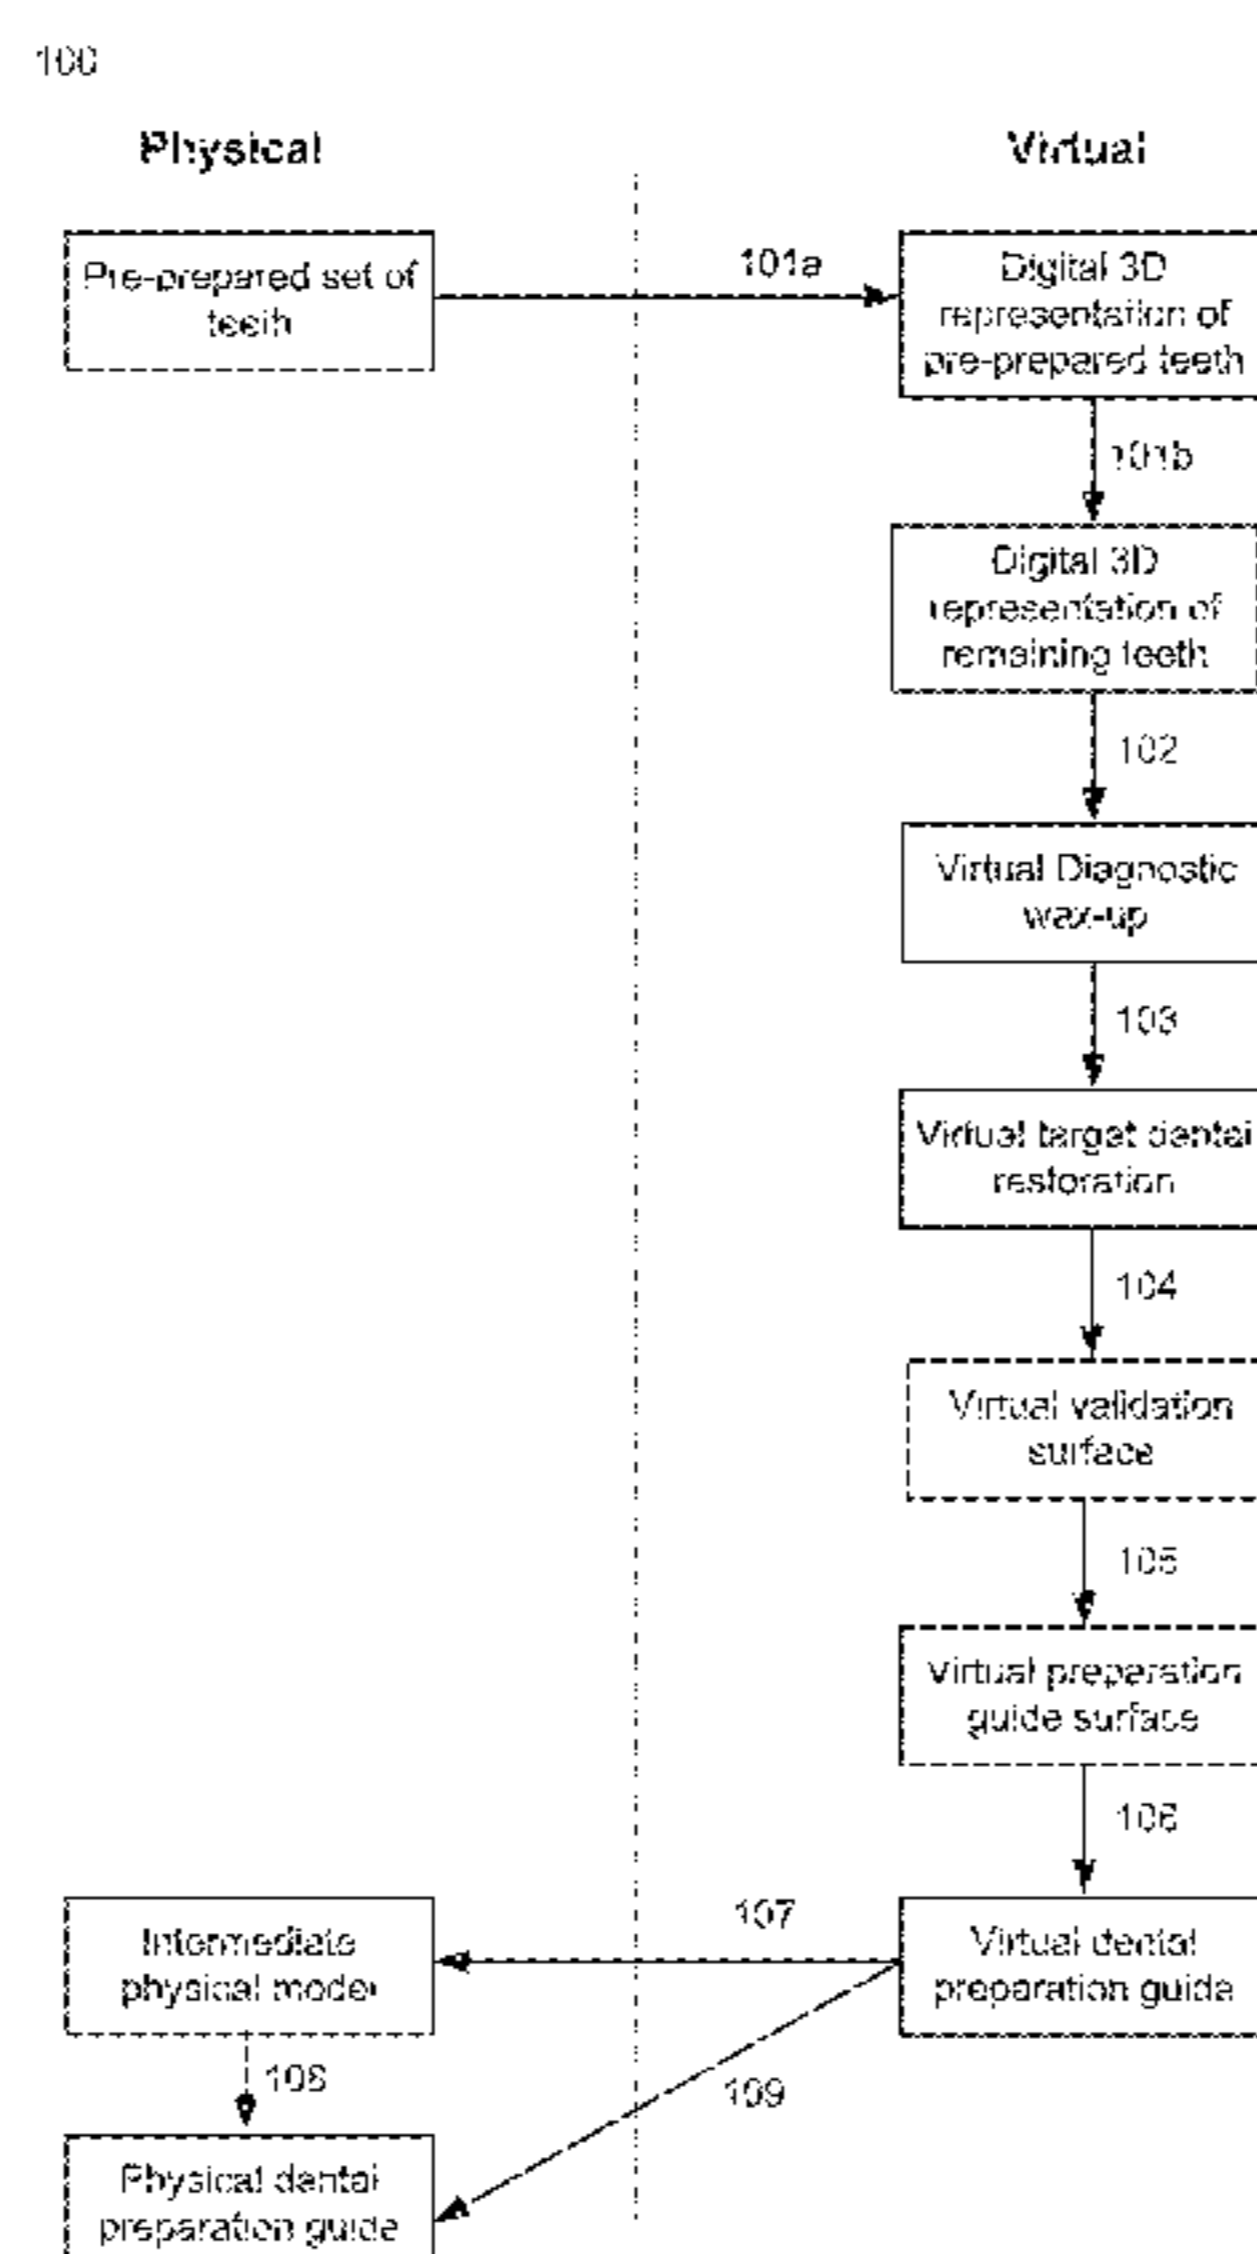 100
Physical
Virtual
Pre-prepared set of
teeth
101a
Digital 3D
representation of
pre-prepared teeth
101b
Digital 3D
representation of
remaining teeth
102
Virtual Diagnostic
wax-up
103
Virtual target dental
restoration
104
Virtual validation
surface
105
Virtual preparation
guide surface
106
Intermediate
physical model
107
Virtual dental
preparation guide
108
109
Physical dental
preparation guide